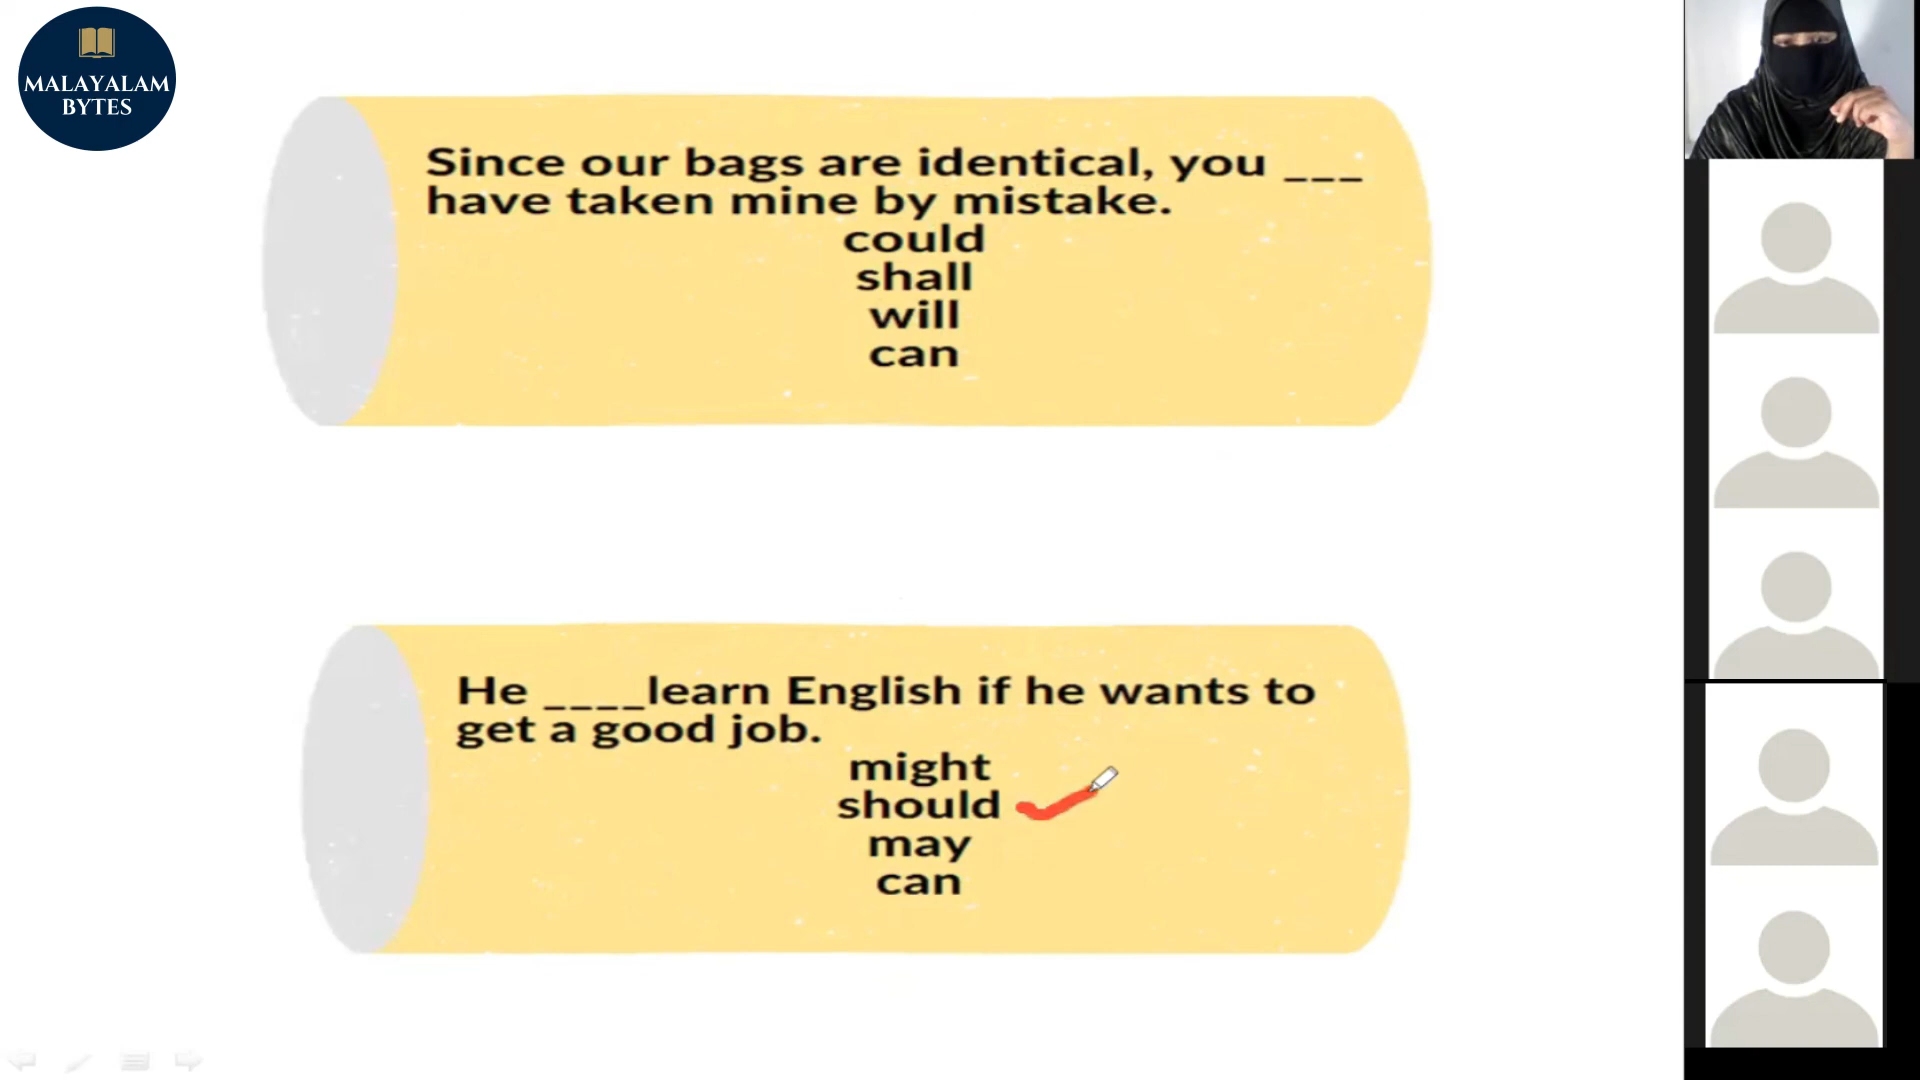 MALAYALAM
BYTES
Since our bags are identical, you ___
have taken mine by mistake.
could
shall
will
can
He ____learn English if he wants to
get a good job.
might
should
may
can